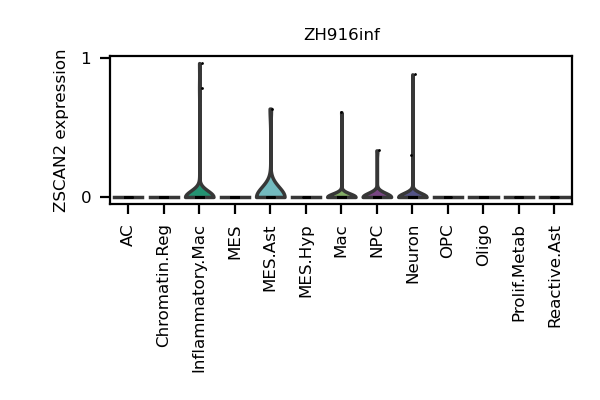 ZH916inf
ZSCAN2 expression
1
0
AC
Chromatin.Reg
Inflammatory.Mac
MES
MES.Ast
MES.Hyp
Mac
NPC
Neuron
OPC
Oligo
Prolif.Metab
Reactive.Ast